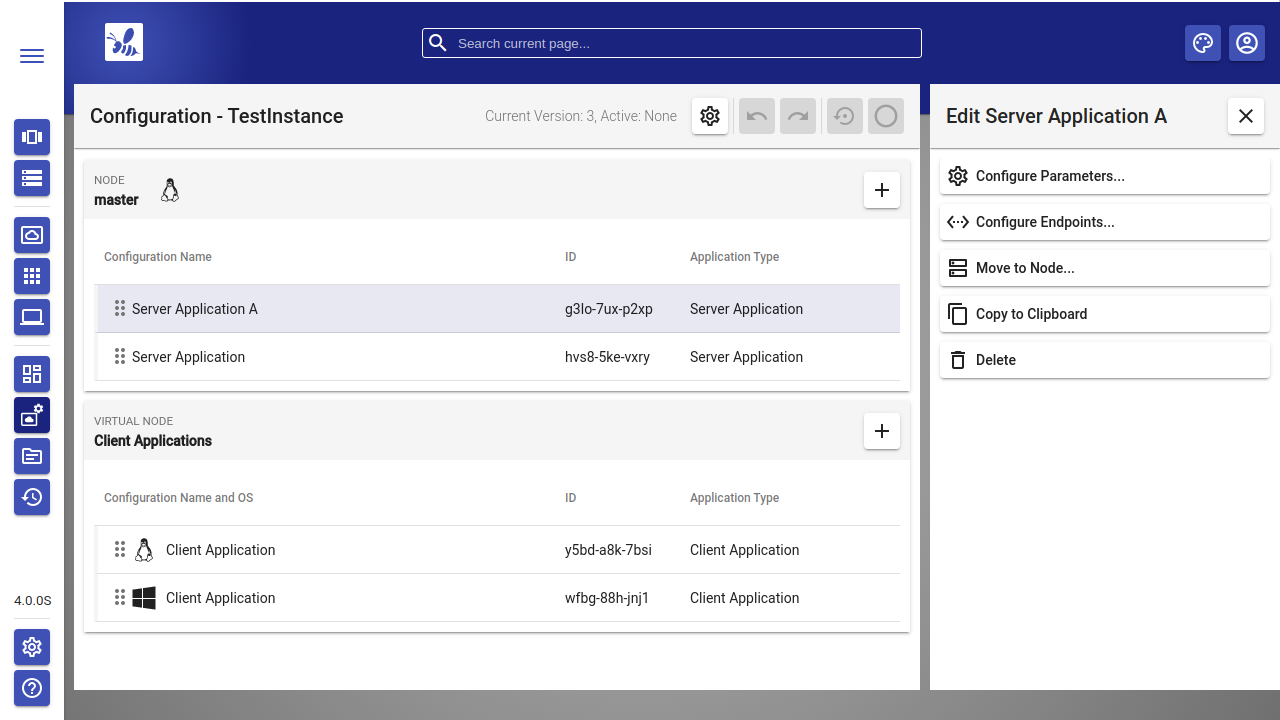 Search current page...
Configuration - TestInstance
Current Version: 3, Active: None
Edit Server Application A
Configure Parameters...
Configure Endpoints...
Move to Node...
Copy to Clipboard
Delete
NODE
master
Configuration Name ID Application Type
Server Application A g3lo-7ux-p2xp Server Application
Server Application hvs8-5ke-vxry Server Application
VIRTUAL NODE
Client Applications
Configuration Name and OS ID Application Type
Client Application y5bd-a8k-7bsi Client Application
Client Application wfbg-88h-jnj1 Client Application
4.0.0S